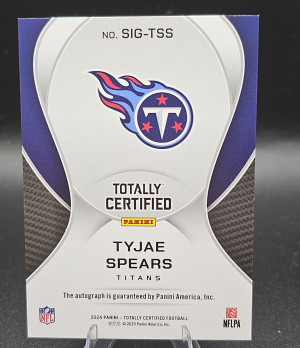 NO. SIG-TSS
T
TOTALLY
CERTIFIED
PANINI
TYJAE
SPEARS
TITANS
The autograph is guaranteed by Panini America, Inc.
NFL
NFLPA
2024 PANINI – TOTALLY CERTIFIED FOOTBALL
© 2025 Panini America, Inc.